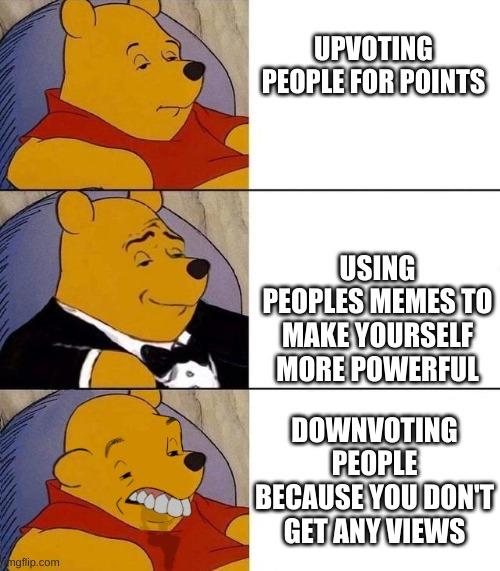 UPVOTING
PEOPLE FOR POINTS
USING
PEOPLES MEMES TO
MAKE YOURSELF
MORE POWERFUL
DOWNVOTING
PEOPLE
BECAUSE YOU DON'T
GET ANY VIEWS
imgflip.com